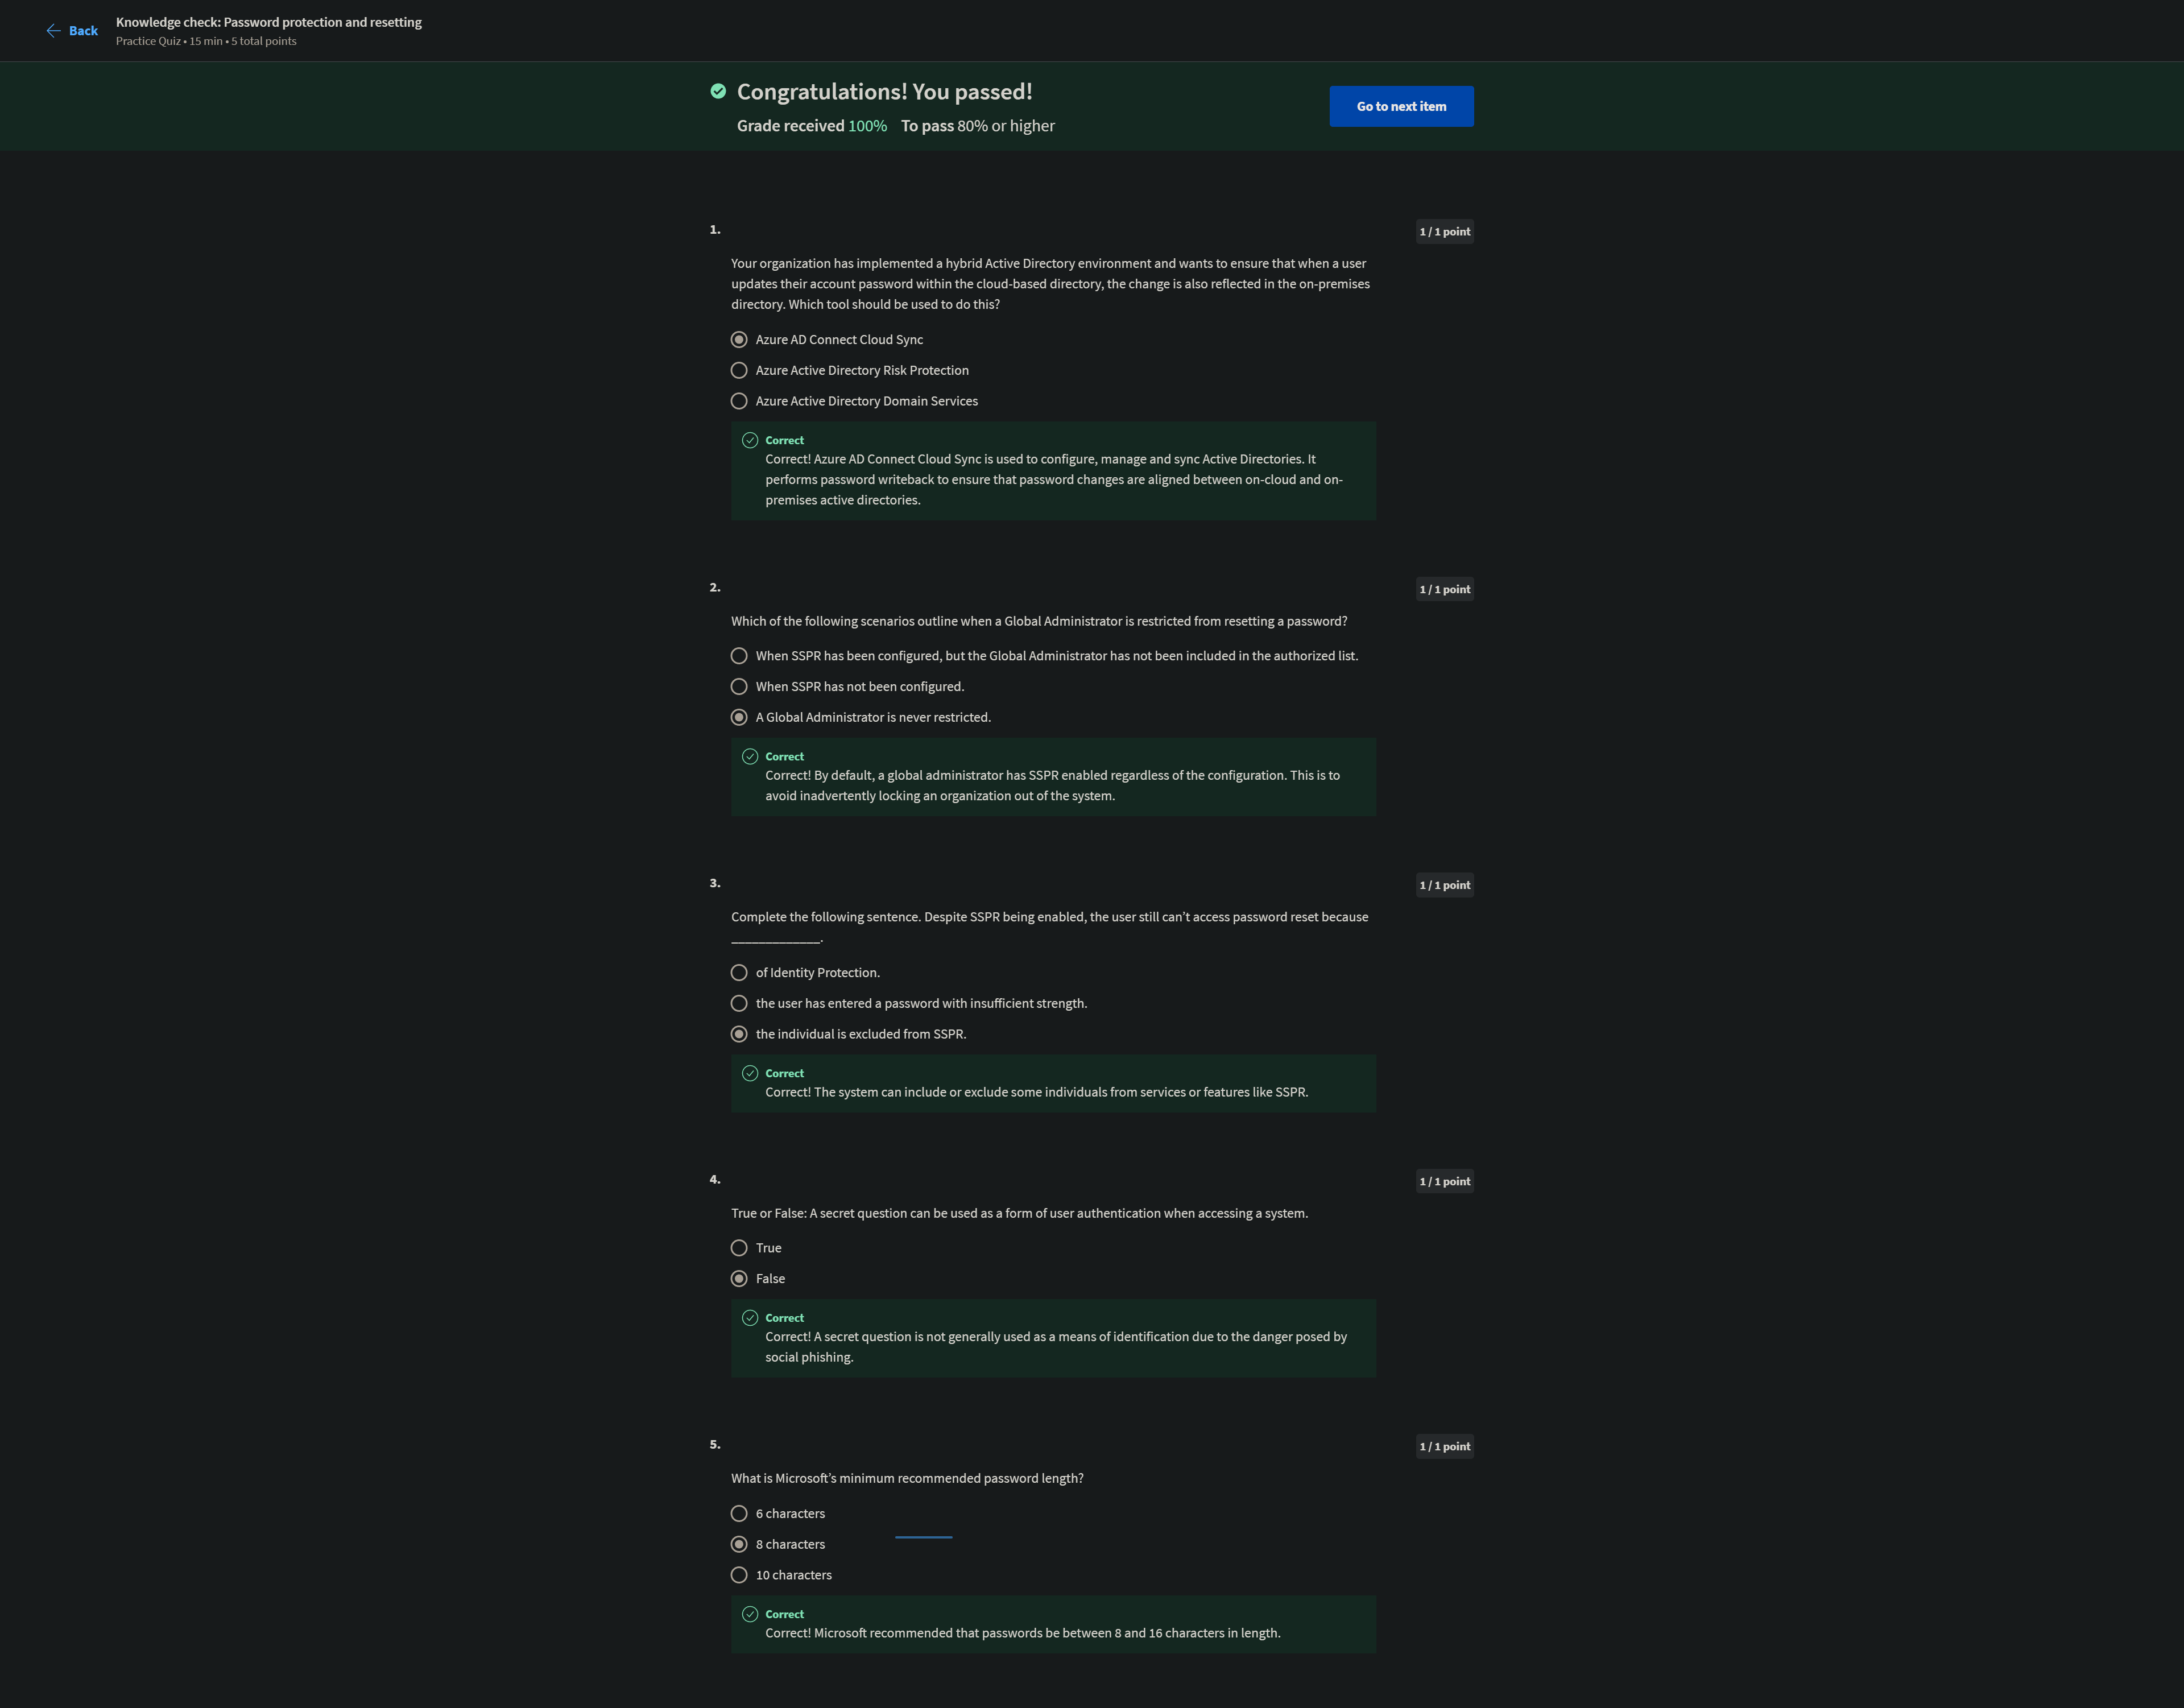 Back
Knowledge check: Password protection and resetting
Practice Quiz • 15 min • 5 total points
Congratulations! You passed!
Grade received 100% To pass 80% or higher
Go to next item
1.
1 / 1 point
Your organization has implemented a hybrid Active Directory environment and wants to ensure that when a user
updates their account password within the cloud-based directory, the change is also reflected in the on-premises
directory. Which tool should be used to do this?
Azure AD Connect Cloud Sync
Azure Active Directory Risk Protection
Azure Active Directory Domain Services
Correct
Correct! Azure AD Connect Cloud Sync is used to configure, manage and sync Active Directories. It
performs password writeback to ensure that password changes are aligned between on-cloud and on-
premises active directories.
2.
1 / 1 point
Which of the following scenarios outline when a Global Administrator is restricted from resetting a password?
When SSPR has been configured, but the Global Administrator has not been included in the authorized list.
When SSPR has not been configured.
A Global Administrator is never restricted.
Correct
Correct! By default, a global administrator has SSPR enabled regardless of the configuration. This is to
avoid inadvertently locking an organization out of the system.
3.
1 / 1 point
Complete the following sentence. Despite SSPR being enabled, the user still can’t access password reset because
_____________.
of Identity Protection.
the user has entered a password with insufficient strength.
the individual is excluded from SSPR.
Correct
Correct! The system can include or exclude some individuals from services or features like SSPR.
4.
1 / 1 point
True or False: A secret question can be used as a form of user authentication when accessing a system.
True
False
Correct
Correct! A secret question is not generally used as a means of identification due to the danger posed by
social phishing.
5.
1 / 1 point
What is Microsoft’s minimum recommended password length?
6 characters
8 characters
10 characters
Correct
Correct! Microsoft recommended that passwords be between 8 and 16 characters in length.